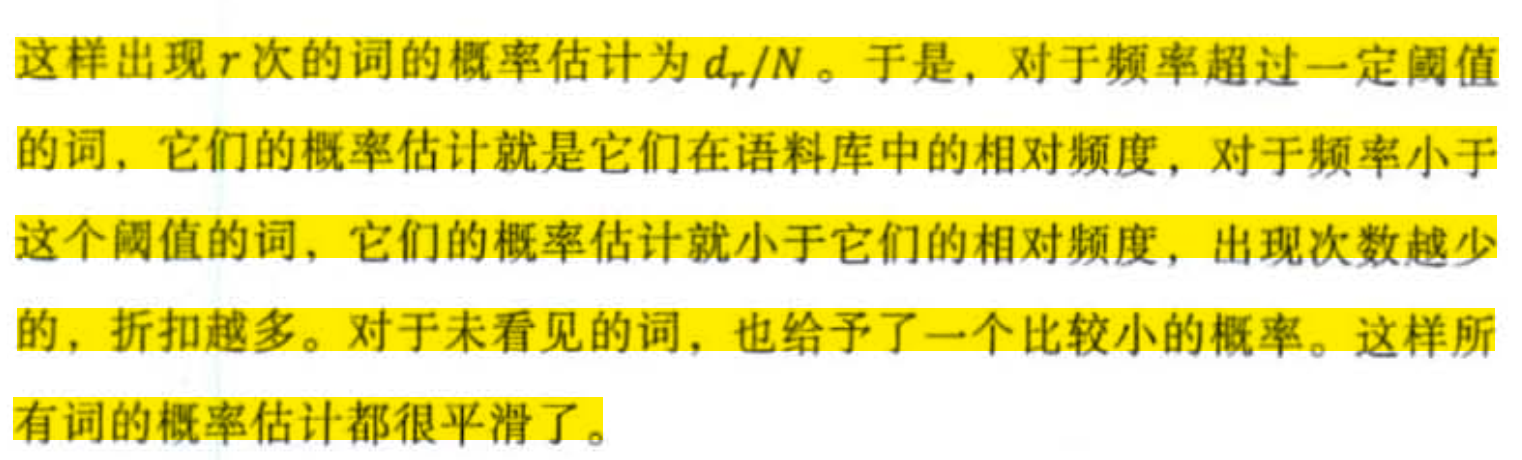 这样出现 r 次的词的概率估计为 dᵣ/N 。于是，对于频率超过一定阈值
的词，它们的概率估计就是它们在语料库中的相对频度，对于频率小于
这个阈值的词，它们的概率估计就小于它们的相对频度，出现次数越少
的，折扣越多。对于未看见的词，也给予了一个比较小的概率。这样所
有词的概率估计都很平滑了。